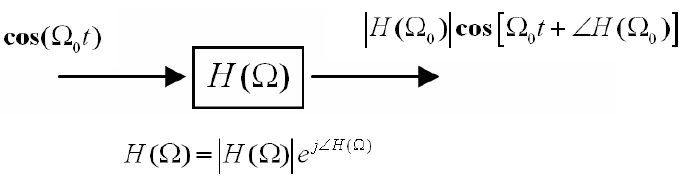 cos(Ω₀t)
|H(Ω₀)|cos[Ω₀t + ∠H(Ω₀)]
H(Ω)
H(Ω) = |H(Ω)| e^{j∠H(Ω)}